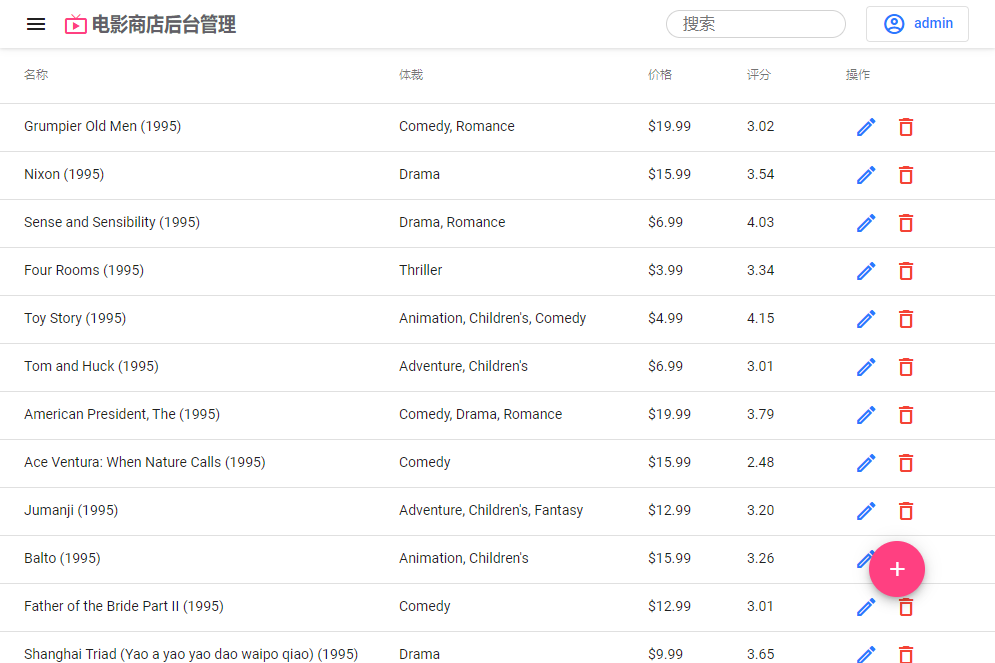 电影商店后台管理 搜索 admin
名称 体裁 价格 评分 操作
Grumpier Old Men (1995) Comedy, Romance $19.99 3.02
Nixon (1995) Drama $15.99 3.54
Sense and Sensibility (1995) Drama, Romance $6.99 4.03
Four Rooms (1995) Thriller $3.99 3.34
Toy Story (1995) Animation, Children's, Comedy $4.99 4.15
Tom and Huck (1995) Adventure, Children's $6.99 3.01
American President, The (1995) Comedy, Drama, Romance $19.99 3.79
Ace Ventura: When Nature Calls (1995) Comedy $15.99 2.48
Jumanji (1995) Adventure, Children's, Fantasy $12.99 3.20
Balto (1995) Animation, Children's $15.99 3.26
Father of the Bride Part II (1995) Comedy $12.99 3.01
Shanghai Triad (Yao a yao yao dao waipo qiao) (1995) Drama $9.99 3.65